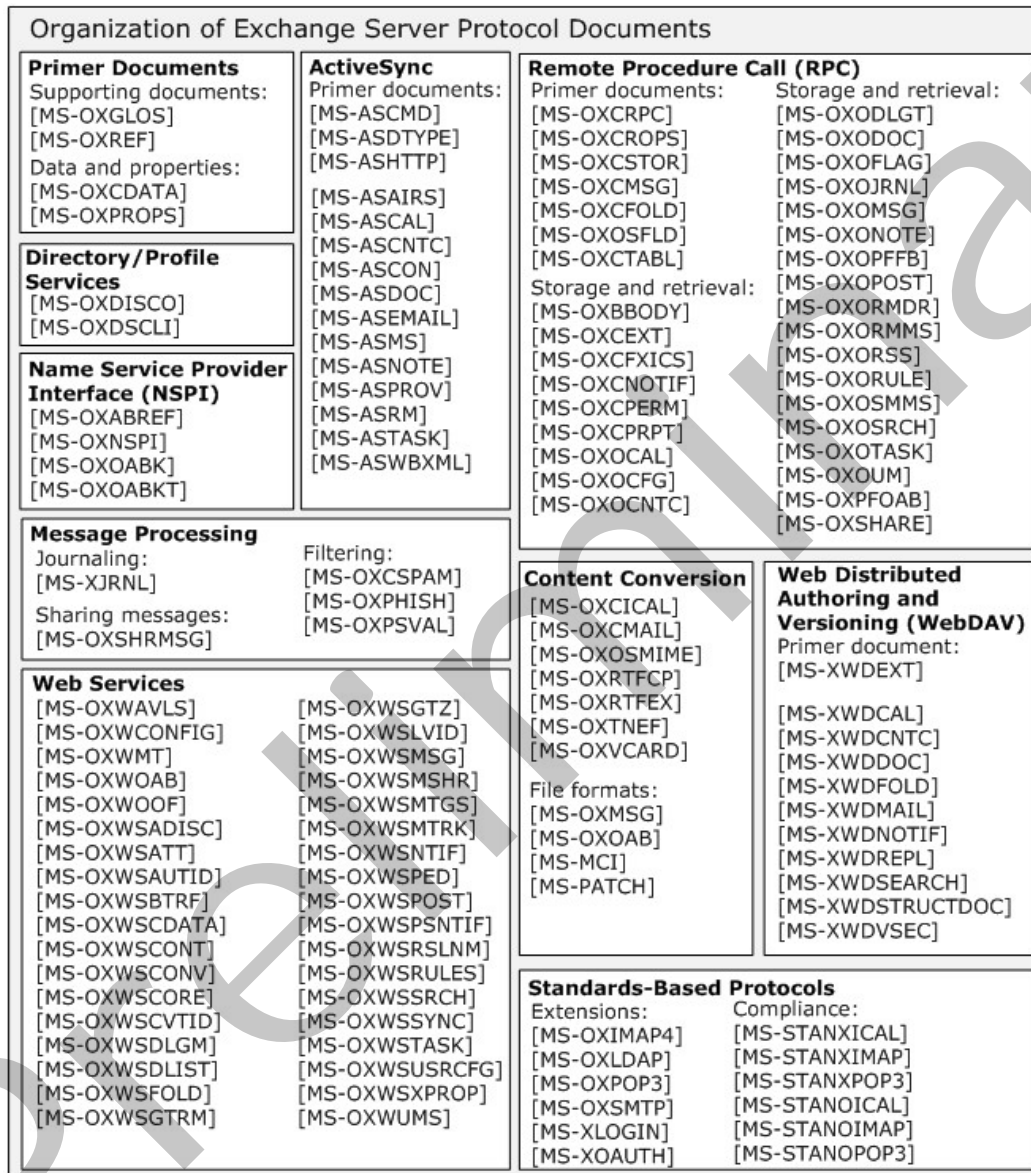 Organization of Exchange Server Protocol Documents
Primer Documents
Supporting documents:
[MS-OXGLOS]
[MS-OXREF]
Data and properties:
[MS-OXCDATA]
[MS-OXPROPS]
Directory/Profile
Services
[MS-OXDISCO]
[MS-OXDSCLI]
Name Service Provider
Interface (NSPI)
[MS-OXABREF]
[MS-OXNSPI]
[MS-OXOABK]
[MS-OXOABKT]
ActiveSync
Primer documents:
[MS-ASCMD]
[MS-ASDTYPE]
[MS-ASHTTP]
[MS-ASAIRS]
[MS-ASCAL]
[MS-ASCNTC]
[MS-ASCON]
[MS-ASDOC]
[MS-ASEMAIL]
[MS-ASMS]
[MS-ASNOTE]
[MS-ASPROV]
[MS-ASRM]
[MS-ASTASK]
[MS-ASWBXML]
Remote Procedure Call (RPC)
Primer documents:
[MS-OXCRPC]
[MS-OXCROPS]
[MS-OXCSTOR]
[MS-OXCMSG]
[MS-OXCFOLD]
[MS-OXOSFLD]
[MS-OXCTABL]
Storage and retrieval:
[MS-OXBBODY]
[MS-OXCEXT]
[MS-OXCFXICS]
[MS-OXCNOTIF]
[MS-OXCPERM]
[MS-OXCPRPT]
[MS-OXOCAL]
[MS-OXOCFG]
[MS-OXOCNTC]
Storage and retrieval:
[MS-OXODLGT]
[MS-OXODOC]
[MS-OXOFLAG]
[MS-OXOJRNL]
[MS-OXOMSG]
[MS-OXONOTE]
[MS-OXOPFFB]
[MS-OXOPOST]
[MS-OXORMDR]
[MS-OXORMMS]
[MS-OXORSS]
[MS-OXORULE]
[MS-OXOSMMS]
[MS-OXOSRCH]
[MS-OXOTASK]
[MS-OXOUM]
[MS-OXPFOAB]
[MS-OXSHARE]
Message Processing
Journaling:
[MS-XJRNL]
Sharing messages:
[MS-OXSHRMSG]
Filtering:
[MS-OXCSPAM]
[MS-OXPHISH]
[MS-OXPSVAL]
Content Conversion
[MS-OXCICAL]
[MS-OXCMAIL]
[MS-OXOSMIME]
[MS-OXRTFCP]
[MS-OXRTFEX]
[MS-OXTNEF]
[MS-OXVCARD]
File formats:
[MS-OXMSG]
[MS-OXOAB]
[MS-MCI]
[MS-PATCH]
Web Distributed
Authoring and
Versioning (WebDAV)
Primer document:
[MS-XWDEXT]
[MS-XWDCAL]
[MS-XWDCNTC]
[MS-XWDDOC]
[MS-XWDFOLD]
[MS-XWDMAIL]
[MS-XWDNOTIF]
[MS-XWDREPL]
[MS-XWDSEARCH]
[MS-XWDSTRUCTDOC]
[MS-XWDVSEC]
Web Services
[MS-OXWAVLS]
[MS-OXWCONFIG]
[MS-OXWMT]
[MS-OXWOAB]
[MS-OXWOOF]
[MS-OXWSADISC]
[MS-OXWSATT]
[MS-OXWSAUTID]
[MS-OXWSBTRF]
[MS-OXWSCDATA]
[MS-OXWSCONT]
[MS-OXWSCONV]
[MS-OXWSCORE]
[MS-OXWSCVTID]
[MS-OXWSDLGM]
[MS-OXWSDLIST]
[MS-OXWSFOLD]
[MS-OXWSGTRM]
[MS-OXWSGTZ]
[MS-OXWSLVID]
[MS-OXWSMSG]
[MS-OXWSMSHR]
[MS-OXWSMTGS]
[MS-OXWSMTRK]
[MS-OXWSNTIF]
[MS-OXWSPED]
[MS-OXWSPOST]
[MS-OXWSPSNTIF]
[MS-OXWSRSLNM]
[MS-OXWSRULES]
[MS-OXWSSRCH]
[MS-OXWSSYNC]
[MS-OXWSTASK]
[MS-OXWSUSRCFG]
[MS-OXWSXPROP]
[MS-OXWUMS]
Standards-Based Protocols
Extensions:
[MS-OXIMAP4]
[MS-OXLDAP]
[MS-OXPOP3]
[MS-OXSMTP]
[MS-XLOGIN]
[MS-XOAUTH]
Compliance:
[MS-STANXICAL]
[MS-STANXIMAP]
[MS-STANXPOP3]
[MS-STANOICAL]
[MS-STANOIMAP]
[MS-STANOPOP3]